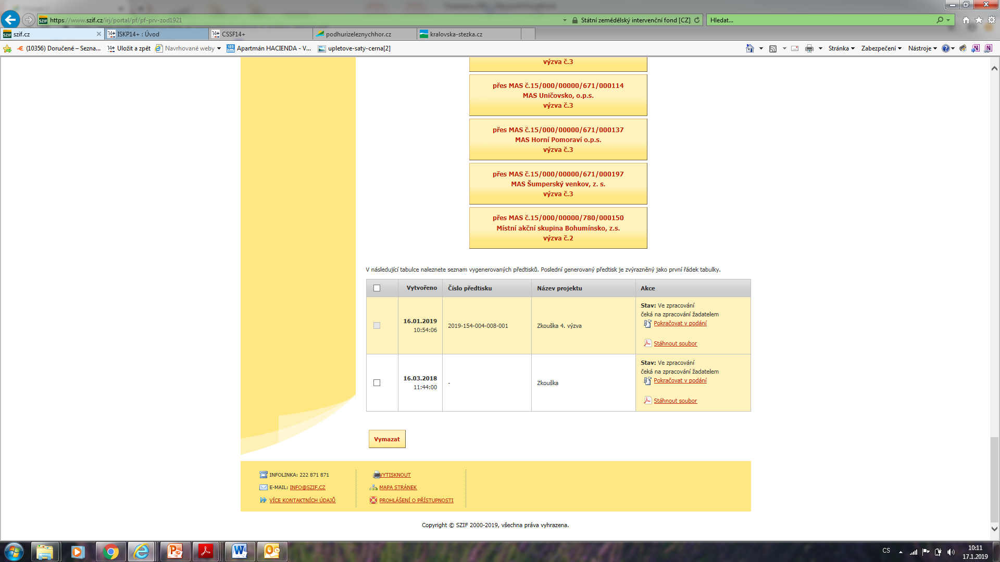 https://www.szif.cz/irj/portal/pf/pf-prv-zod1921
Státní zemědělský intervenční fond [CZ]
Hledat...
szif.cz
ISKP14+ : Úvod
CSSF14+
podhurizeleznychhor.cz
kralovska-stezka.cz
(10356) Doručené – Sezna...
Uložit a zpět
Navrhované weby
Apartmán HACIENDA - V...
upletove-saty-cerna[2]
Stránka
Zabezpečení
Nástroje
výzva č.3
přes MAS č.15/000/00000/671/000114
MAS Uničovsko, o.p.s.
výzva č.3
přes MAS č.15/000/00000/671/000137
MAS Horní Pomoraví o.p.s.
výzva č.3
přes MAS č.15/000/00000/671/000197
MAS Šumperský venkov, z. s.
výzva č.3
přes MAS č.15/000/00000/780/000150
Místní akční skupina Bohumínsko, z.s.
výzva č.2
V následující tabulce naleznete seznam vygenerovaných předtisků. Poslední generovaný předtisk je zvýrazněný jako první řádek tabulky.
Vytvořeno Číslo předtisku Název projektu Akce
16.01.2019
10:54:06
2019-154-004-008-001
Zkouška 4. výzva
Stav: Ve zpracování
čeká na zpracování žadatelem
Pokračovat v podání
Stáhnout soubor
16.03.2018
11:44:00
-
Zkouška
Stav: Ve zpracování
čeká na zpracování žadatelem
Pokračovat v podání
Stáhnout soubor
Vymazat
INFOLINKA: 222 871 871
E-MAIL: INFO@SZIF.CZ
VÍCE KONTAKTNÍCH ÚDAJŮ
VYTISKNOUT
MAPA STRÁNEK
PROHLÁŠENÍ O PŘÍSTUPNOSTI
Copyright © SZIF 2000-2019, všechna práva vyhrazena.
CS
10:11
17.1.2019